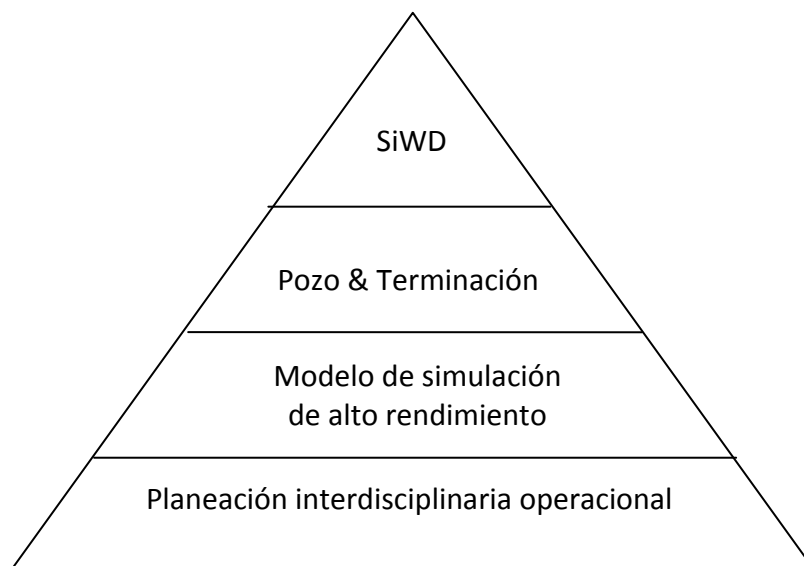 SiWD
Pozo & Terminación
Modelo de simulación
de alto rendimiento
Planeación interdisciplinaria operacional